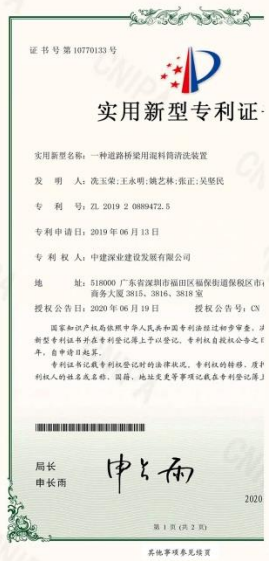 证书号第10770133号
实用新型专利证
实用新型名称：一种道路桥梁用混料筒清洗装置
发 明 人：冼玉荣;王永明;姚艺林;张正;吴坚民
专 利 号：ZL 2019 2 0889472.5
专利申请日：2019年06月13日
专 利 权 人：中建深业建设发展有限公司
地 址：518000 广东省深圳市福田区福保街道保税区市
商务大厦3815、3816、3818室
授权公告日：2020年06月19日 授权公告号：CN
国家知识产权局依照中华人民共和国专利法经过初步审查，决
新型专利证书并在专利登记簿上予以登记。专利权自授权公告之日
年，自申请日起算。
专利证书记载专利权登记时的法律状况。专利权的转移、质押
利权人的姓名或名称、国籍、地址变更等事项记载在专利登记簿上
局长
申长雨
申长雨
2020
第 1 页 (共 2 页)
其他事项参见续页